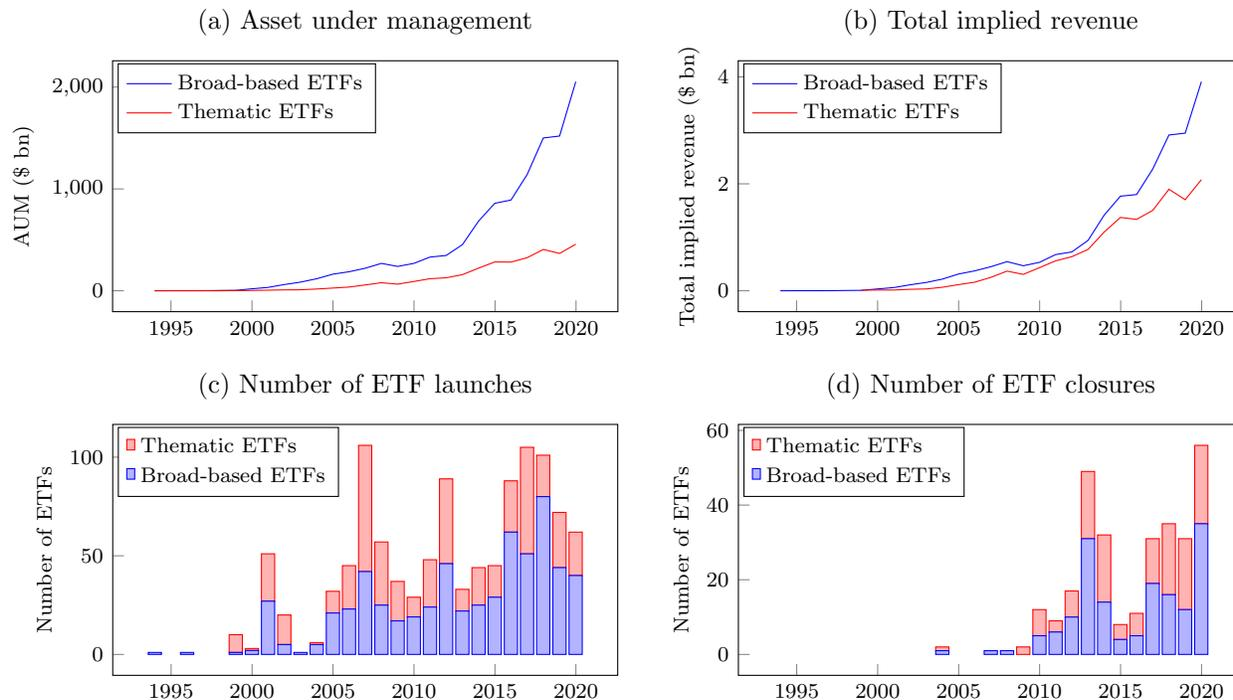 (a) Asset under management
2,000
1,000
0
AUM ($ bn)
Broad-based ETFs
Thematic ETFs
1995 2000 2005 2010 2015 2020
(b) Total implied revenue
4
2
0
Total implied revenue ($ bn)
Broad-based ETFs
Thematic ETFs
1995 2000 2005 2010 2015 2020
(c) Number of ETF launches
100
50
0
Number of ETFs
Thematic ETFs
Broad-based ETFs
1995 2000 2005 2010 2015 2020
(d) Number of ETF closures
60
40
20
0
Number of ETFs
Thematic ETFs
Broad-based ETFs
1995 2000 2005 2010 2015 2020